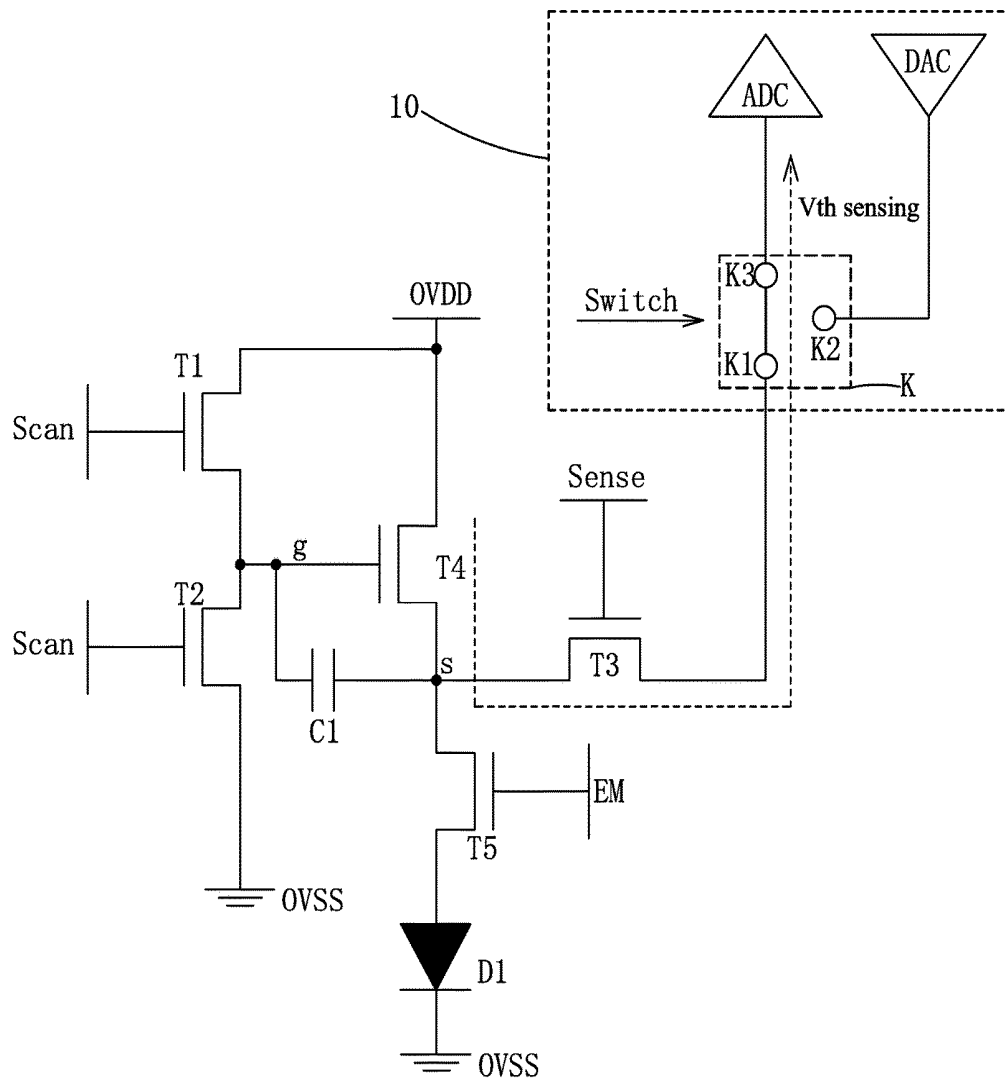 DAC
ADC
10
Vth sensing
K3
OVDD
Switch
K2
K1
T1
K
Scan
Sense
g
T4
T2
Scan
s
T3
C1
EM
T5
OVSS
D1
OVSS